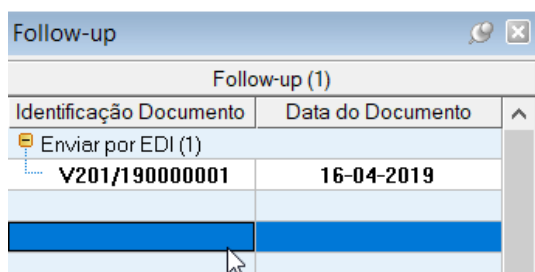 Follow-up
Follow-up (1)
Identificação Documento Data do Documento
Enviar por EDI (1)
V201/190000001 16-04-2019